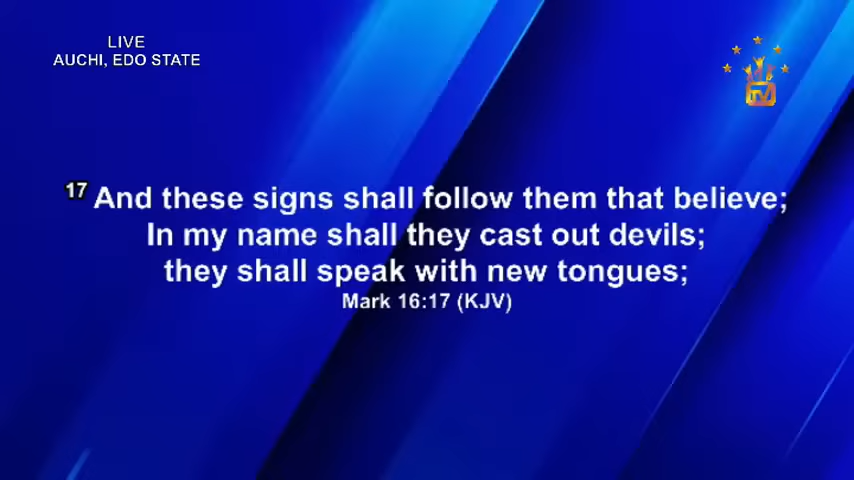 LIVE
AUCHI, EDO STATE
TV
17 And these signs shall follow them that believe;
In my name shall they cast out devils;
they shall speak with new tongues;
Mark 16:17 (KJV)